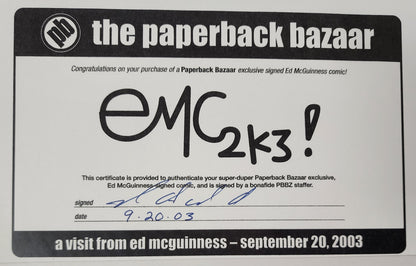 pb the paperback bazaar
Congratulations on your purchase of a Paperback Bazaar exclusive signed Ed McGuinness comic!
EMC2K3!
This certificate is provided to authenticate your super-duper Paperback Bazaar exclusive,
Ed McGuinness signed comic, and is signed by a bonafide PBBZ staffer.
signed
date 9.20.03
a visit from ed mcguinness – september 20, 2003